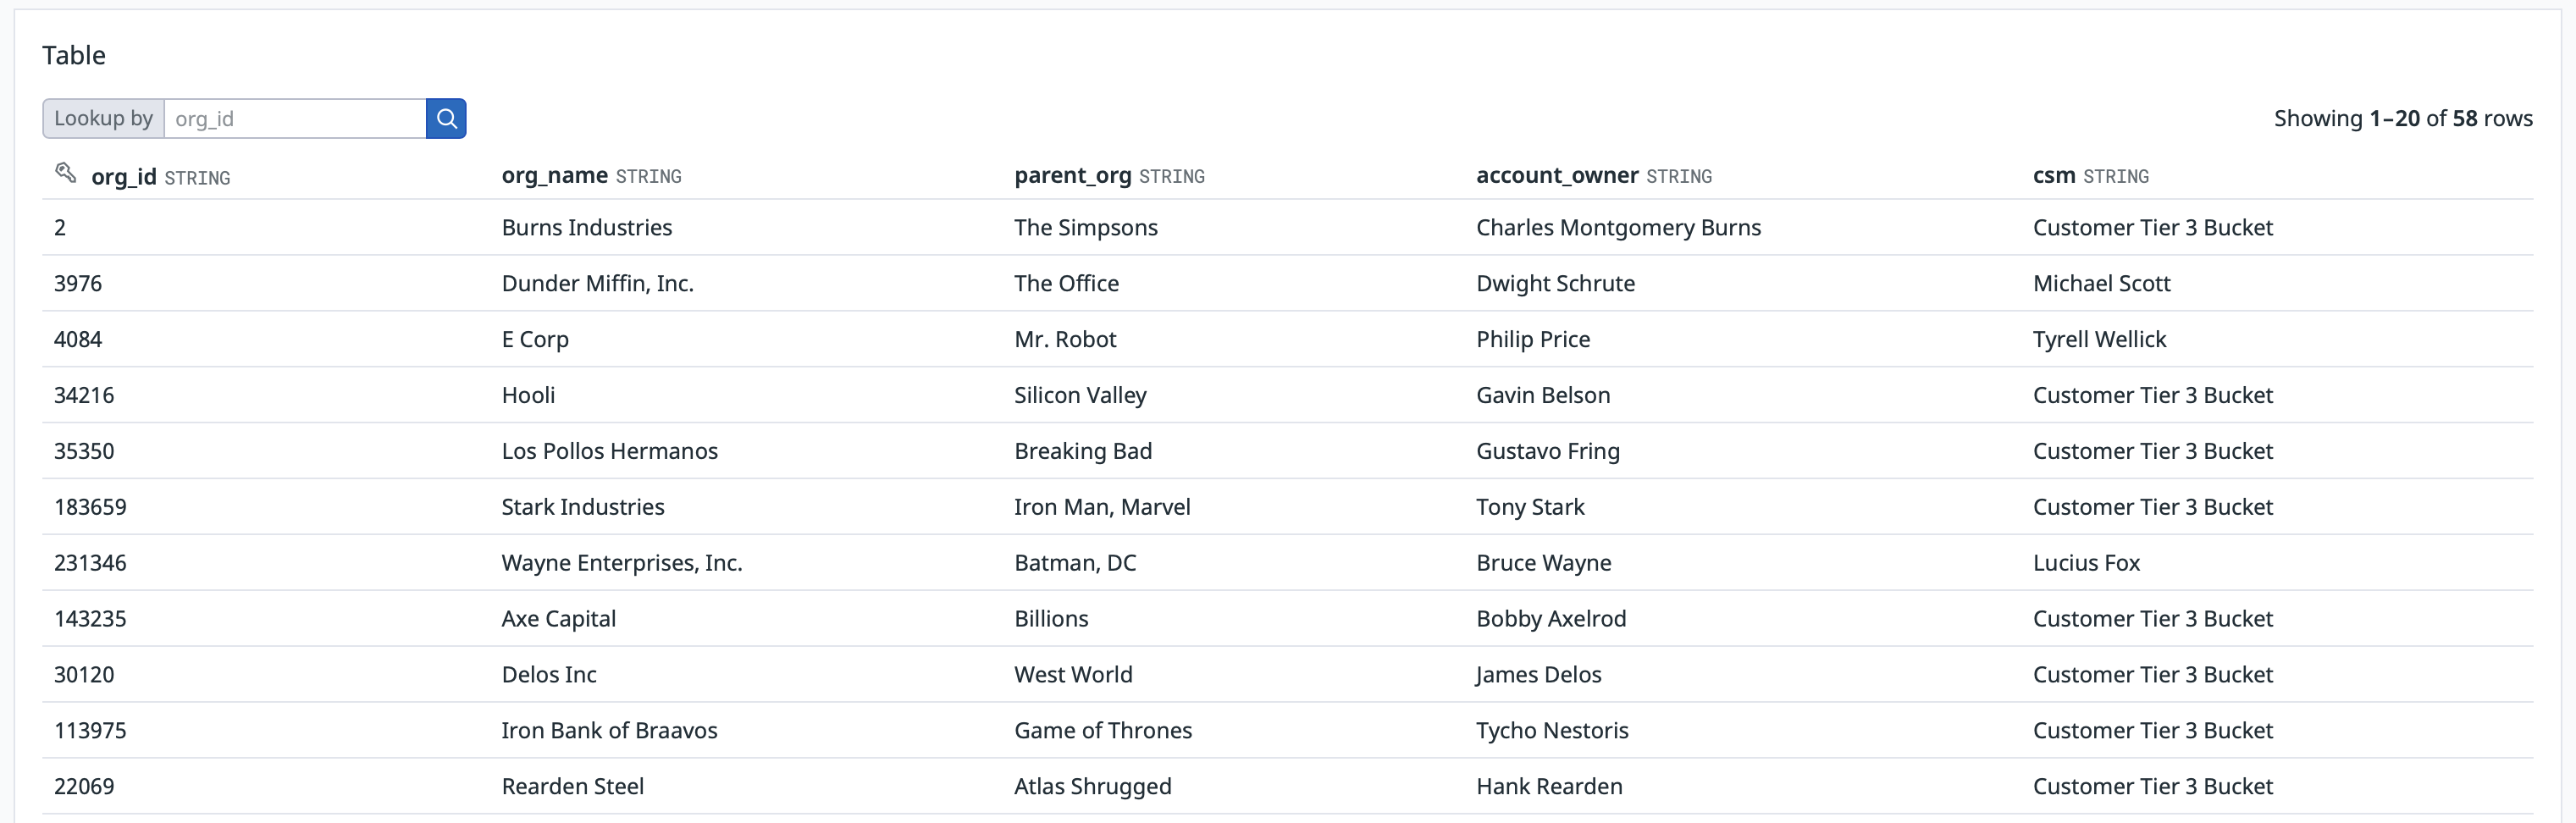 Table
Lookup by org_id
Showing 1–20 of 58 rows
org_id STRING org_name STRING parent_org STRING account_owner STRING csm STRING
2 Burns Industries The Simpsons Charles Montgomery Burns Customer Tier 3 Bucket
3976 Dunder Miffin, Inc. The Office Dwight Schrute Michael Scott
4084 E Corp Mr. Robot Philip Price Tyrell Wellick
34216 Hooli Silicon Valley Gavin Belson Customer Tier 3 Bucket
35350 Los Pollos Hermanos Breaking Bad Gustavo Fring Customer Tier 3 Bucket
183659 Stark Industries Iron Man, Marvel Tony Stark Customer Tier 3 Bucket
231346 Wayne Enterprises, Inc. Batman, DC Bruce Wayne Lucius Fox
143235 Axe Capital Billions Bobby Axelrod Customer Tier 3 Bucket
30120 Delos Inc West World James Delos Customer Tier 3 Bucket
113975 Iron Bank of Braavos Game of Thrones Tycho Nestoris Customer Tier 3 Bucket
22069 Rearden Steel Atlas Shrugged Hank Rearden Customer Tier 3 Bucket